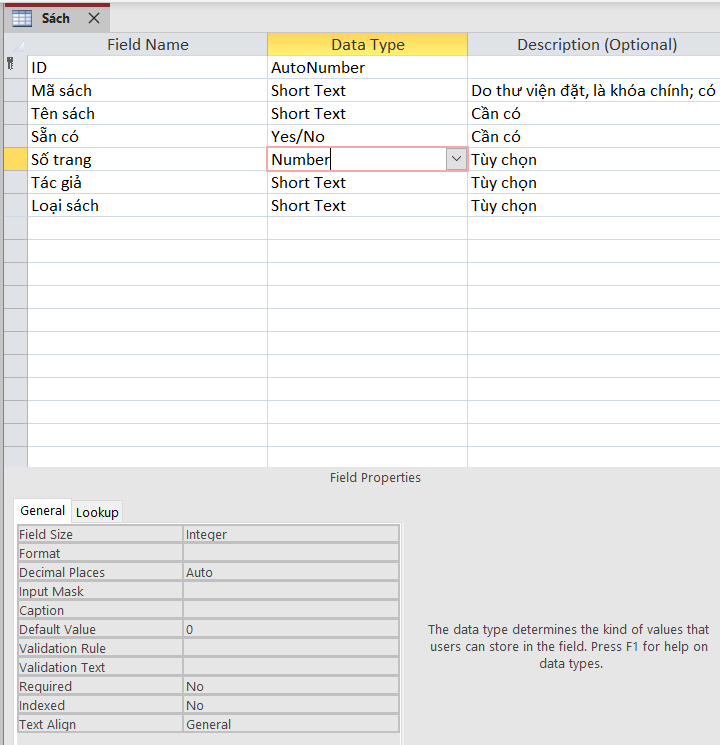 Sách
Field Name Data Type Description (Optional)
ID AutoNumber
Mã sách Short Text Do thư viện đặt, là khóa chính; có
Tên sách Short Text Cần có
Sẵn có Yes/No Cần có
Số trang Number Tùy chọn
Tác giả Short Text Tùy chọn
Loại sách Short Text Tùy chọn
Field Properties
General Lookup
Field Size Integer
Format
Decimal Places Auto
Input Mask
Caption
Default Value 0
Validation Rule
Validation Text
Required No
Indexed No
Text Align General
The data type determines the kind of values that
users can store in the field. Press F1 for help on
data types.